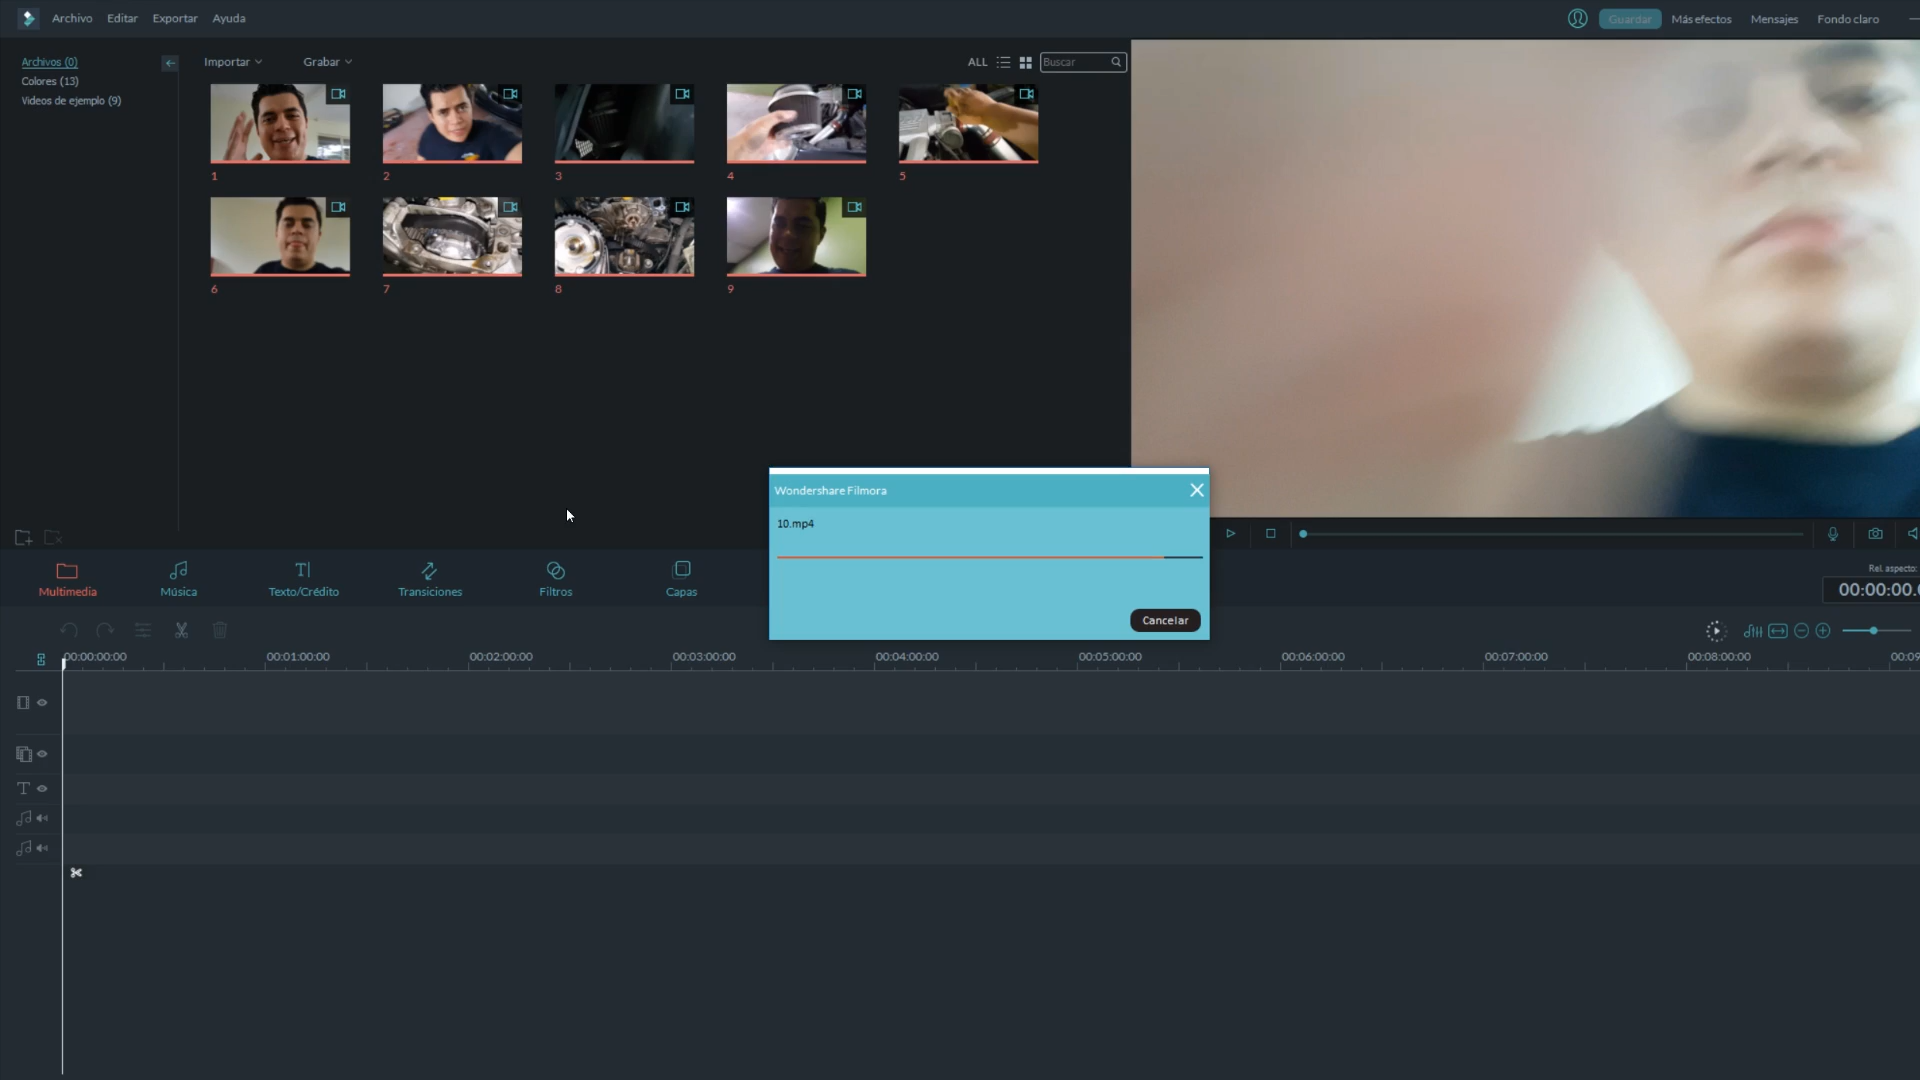 Archivo Editar Exportar Ayuda
Guardar Más efectos Mensajes Fondo claro
Archivos (0)
Colores (13)
Videos de ejemplo (9)
Importar Grabar ALL Buscar
1 2 3 4 5
6 7 8 9
Wondershare Filmora
10.mp4
Cancelar
Multimedia Música Texto/Crédito Transiciones Filtros Capas
Rel. aspecto:
00:00:00.0
00:00:00:00 00:01:00:00 00:02:00:00 00:03:00:00 00:04:00:00 00:05:00:00 00:06:00:00 00:07:00:00 00:08:00:00 00:09